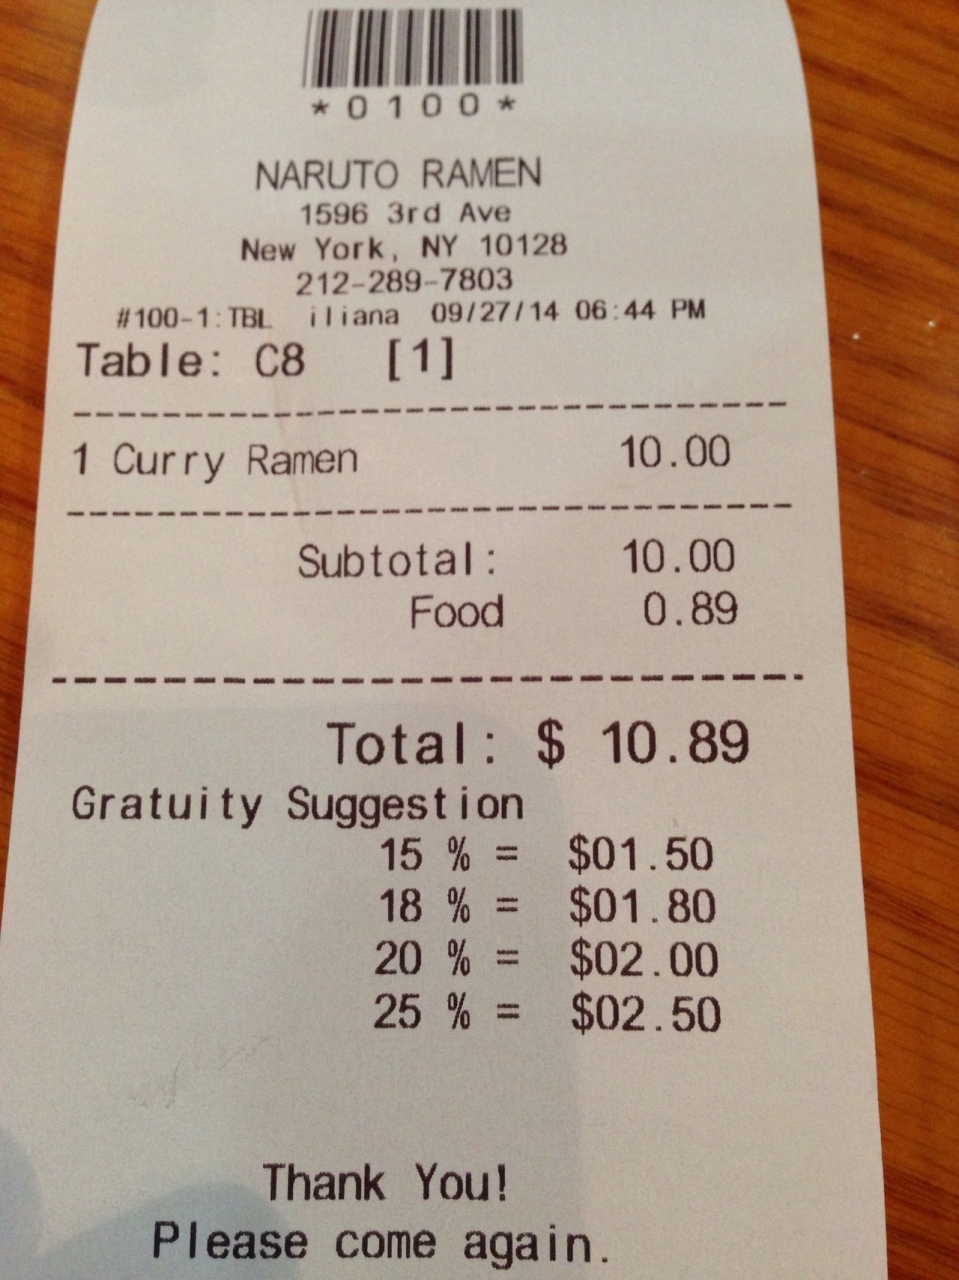 *0100*
NARUTO RAMEN
1596 3rd Ave
New York, NY 10128
212-289-7803
#100-1:TBL iliana 09/27/14 06:44 PM
Table: C8 [1]
1 Curry Ramen 10.00
Subtotal: 10.00
Food 0.89
Total: $ 10.89
Gratuity Suggestion
15 % = $01.50
18 % = $01.80
20 % = $02.00
25 % = $02.50
Thank You!
Please come again.